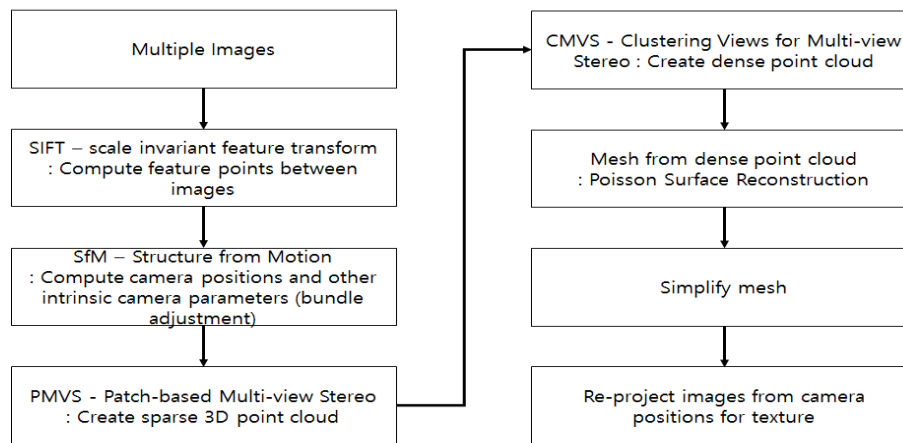 Multiple Images
SIFT – scale invariant feature transform
: Compute feature points between
images
SfM – Structure from Motion
: Compute camera positions and other
intrinsic camera parameters (bundle
adjustment)
PMVS - Patch-based Multi-view Stereo
: Create sparse 3D point cloud
CMVS - Clustering Views for Multi-view
Stereo : Create dense point cloud
Mesh from dense point cloud
: Poisson Surface Reconstruction
Simplify mesh
Re-project images from camera
positions for texture